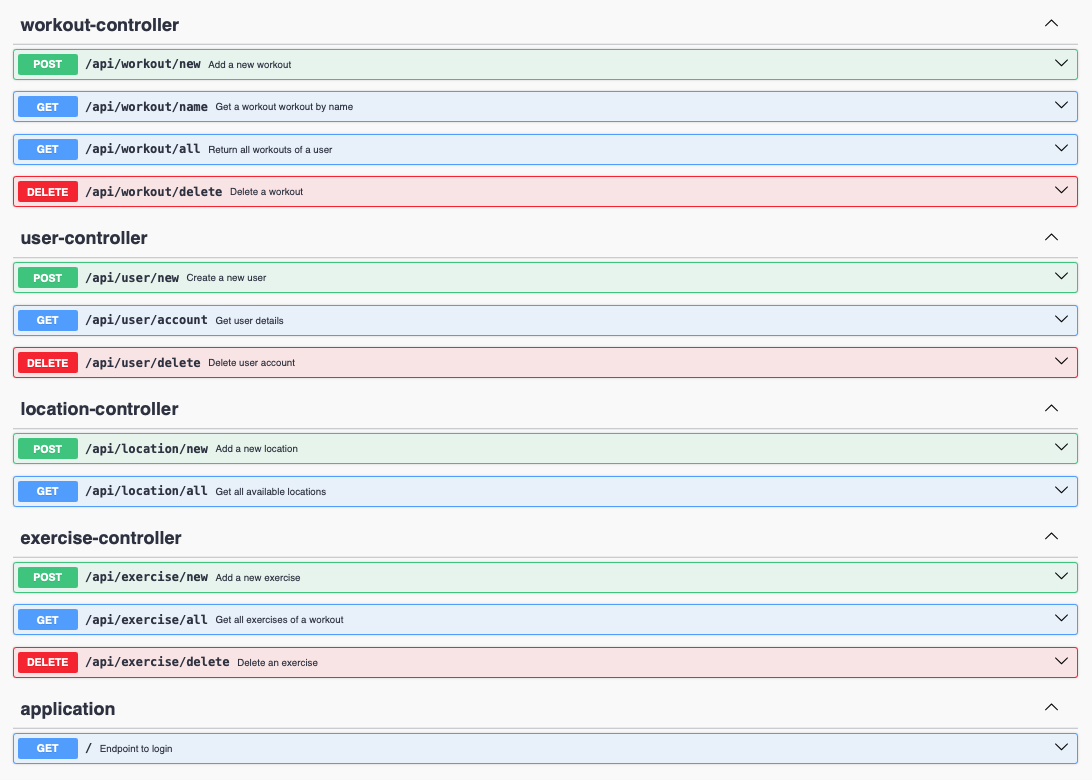 workout-controller
POST /api/workout/new Add a new workout
GET /api/workout/name Get a workout workout by name
GET /api/workout/all Return all workouts of a user
DELETE /api/workout/delete Delete a workout
user-controller
POST /api/user/new Create a new user
GET /api/user/account Get user details
DELETE /api/user/delete Delete user account
location-controller
POST /api/location/new Add a new location
GET /api/location/all Get all available locations
exercise-controller
POST /api/exercise/new Add a new exercise
GET /api/exercise/all Get all exercises of a workout
DELETE /api/exercise/delete Delete an exercise
application
GET / Endpoint to login